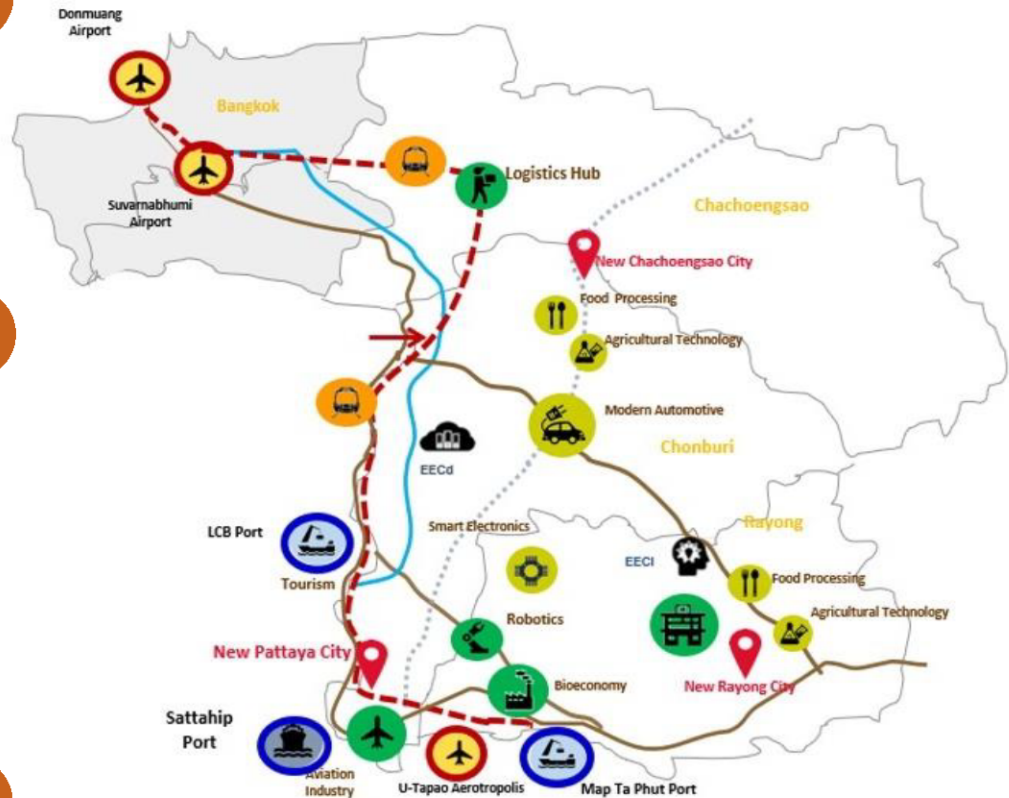 Donmuang
Airport
Bangkok
Logistics Hub
Suvarnabhumi
Airport
Chachoengsao
New Chachoengsao City
Food Processing
Agricultural Technology
Modern Automotive
Chonburi
EECd
Smart Electronics
Rayong
LCB Port
EECI
Tourism
Food Processing
Agricultural Technology
Robotics
New Pattaya City
New Rayong City
Bioeconomy
Sattahip
Port
Aviation
Industry
U-Tapao Aerotropolis
Map Ta Phut Port